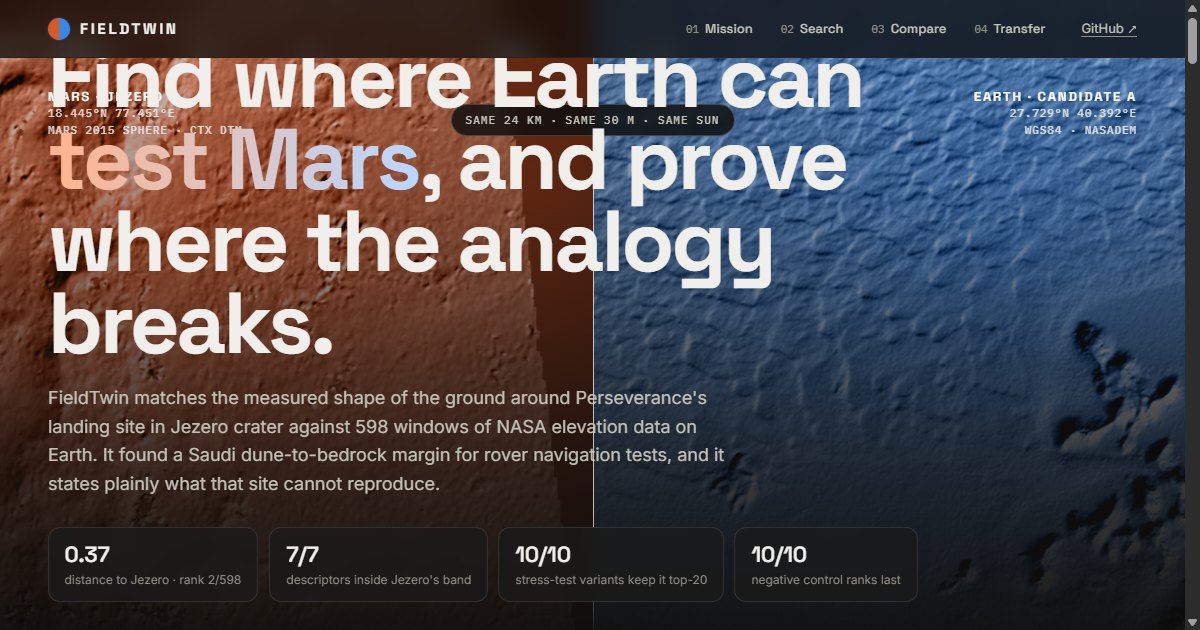 FIELDTWIN
01 Mission
02 Search
03 Compare
04 Transfer
GitHub ↗
MARS · JEZERO
18.445°N 77.451°E
MARS 2015 SPHERE · CTX DTM
SAME 24 KM · SAME 30 M · SAME SUN
EARTH · CANDIDATE A
27.729°N 40.392°E
WGS84 · NASADEM
Find where Earth can
test Mars, and prove
where the analogy
breaks.
FieldTwin matches the measured shape of the ground around Perseverance's
landing site in Jezero crater against 598 windows of NASA elevation data on
Earth. It found a Saudi dune-to-bedrock margin for rover navigation tests, and it
states plainly what that site cannot reproduce.
0.37
distance to Jezero · rank 2/598
7/7
descriptors inside Jezero's band
10/10
stress-test variants keep it top-20
10/10
negative control ranks last